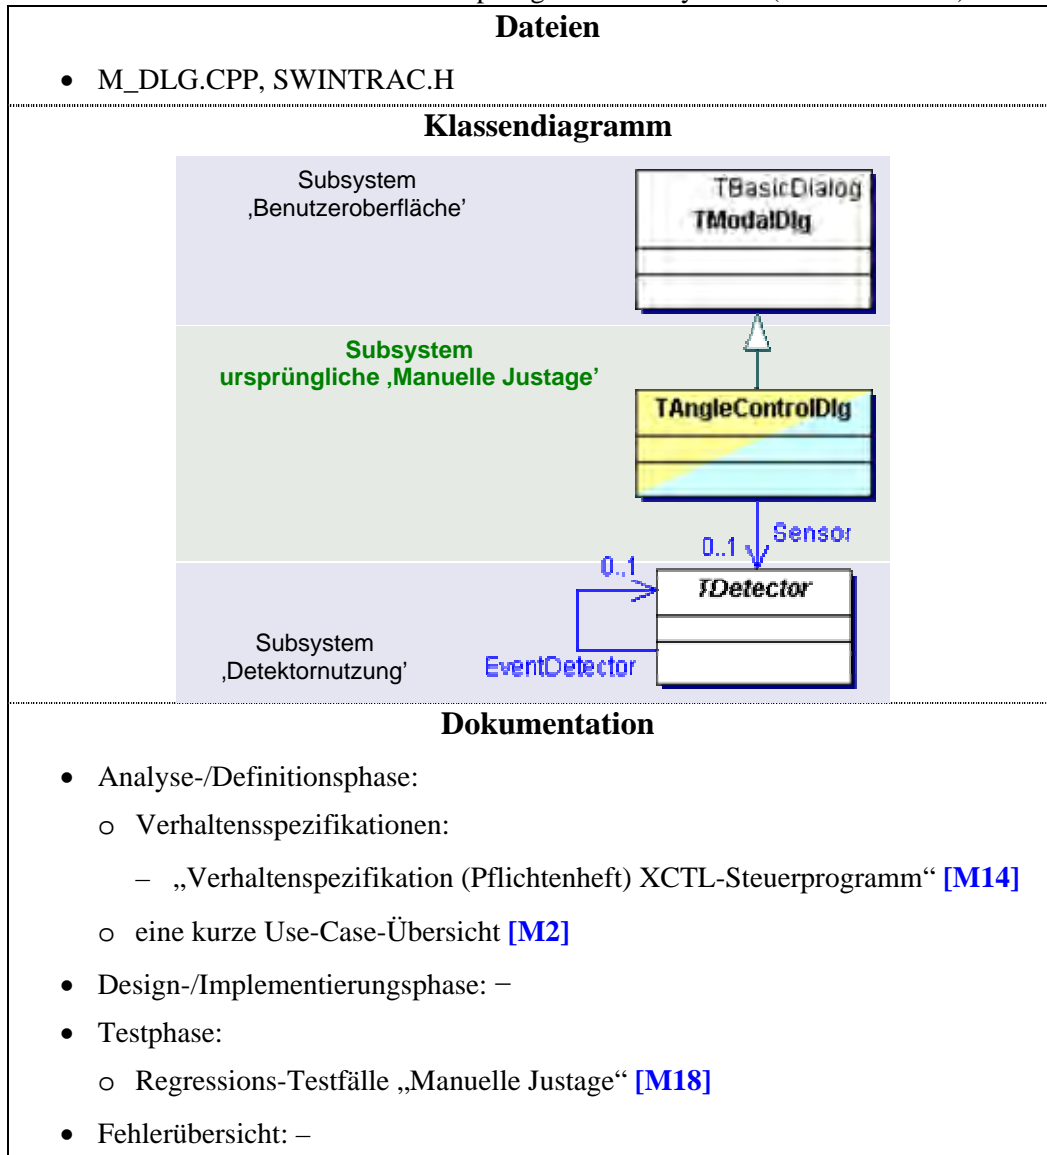 Dateien
• M_DLG.CPP, SWINTRAC.H
Klassendiagramm
Subsystem
‚Benutzeroberfläche’
TBasicDialog
TModalDlg
Subsystem
ursprüngliche ‚Manuelle Justage’
TAngleControlDlg
0..1
Sensor
0..1
TDetector
Subsystem
‚Detektornutzung’
EventDetector
Dokumentation
• Analyse-/Definitionsphase:
o Verhaltensspezifikationen:
– „Verhaltenspezifikation (Pflichtenheft) XCTL-Steuerprogramm“ [M14]
o eine kurze Use-Case-Übersicht [M2]
• Design-/Implementierungsphase: −
• Testphase:
o Regressions-Testfälle „Manuelle Justage“ [M18]
• Fehlerübersicht: –